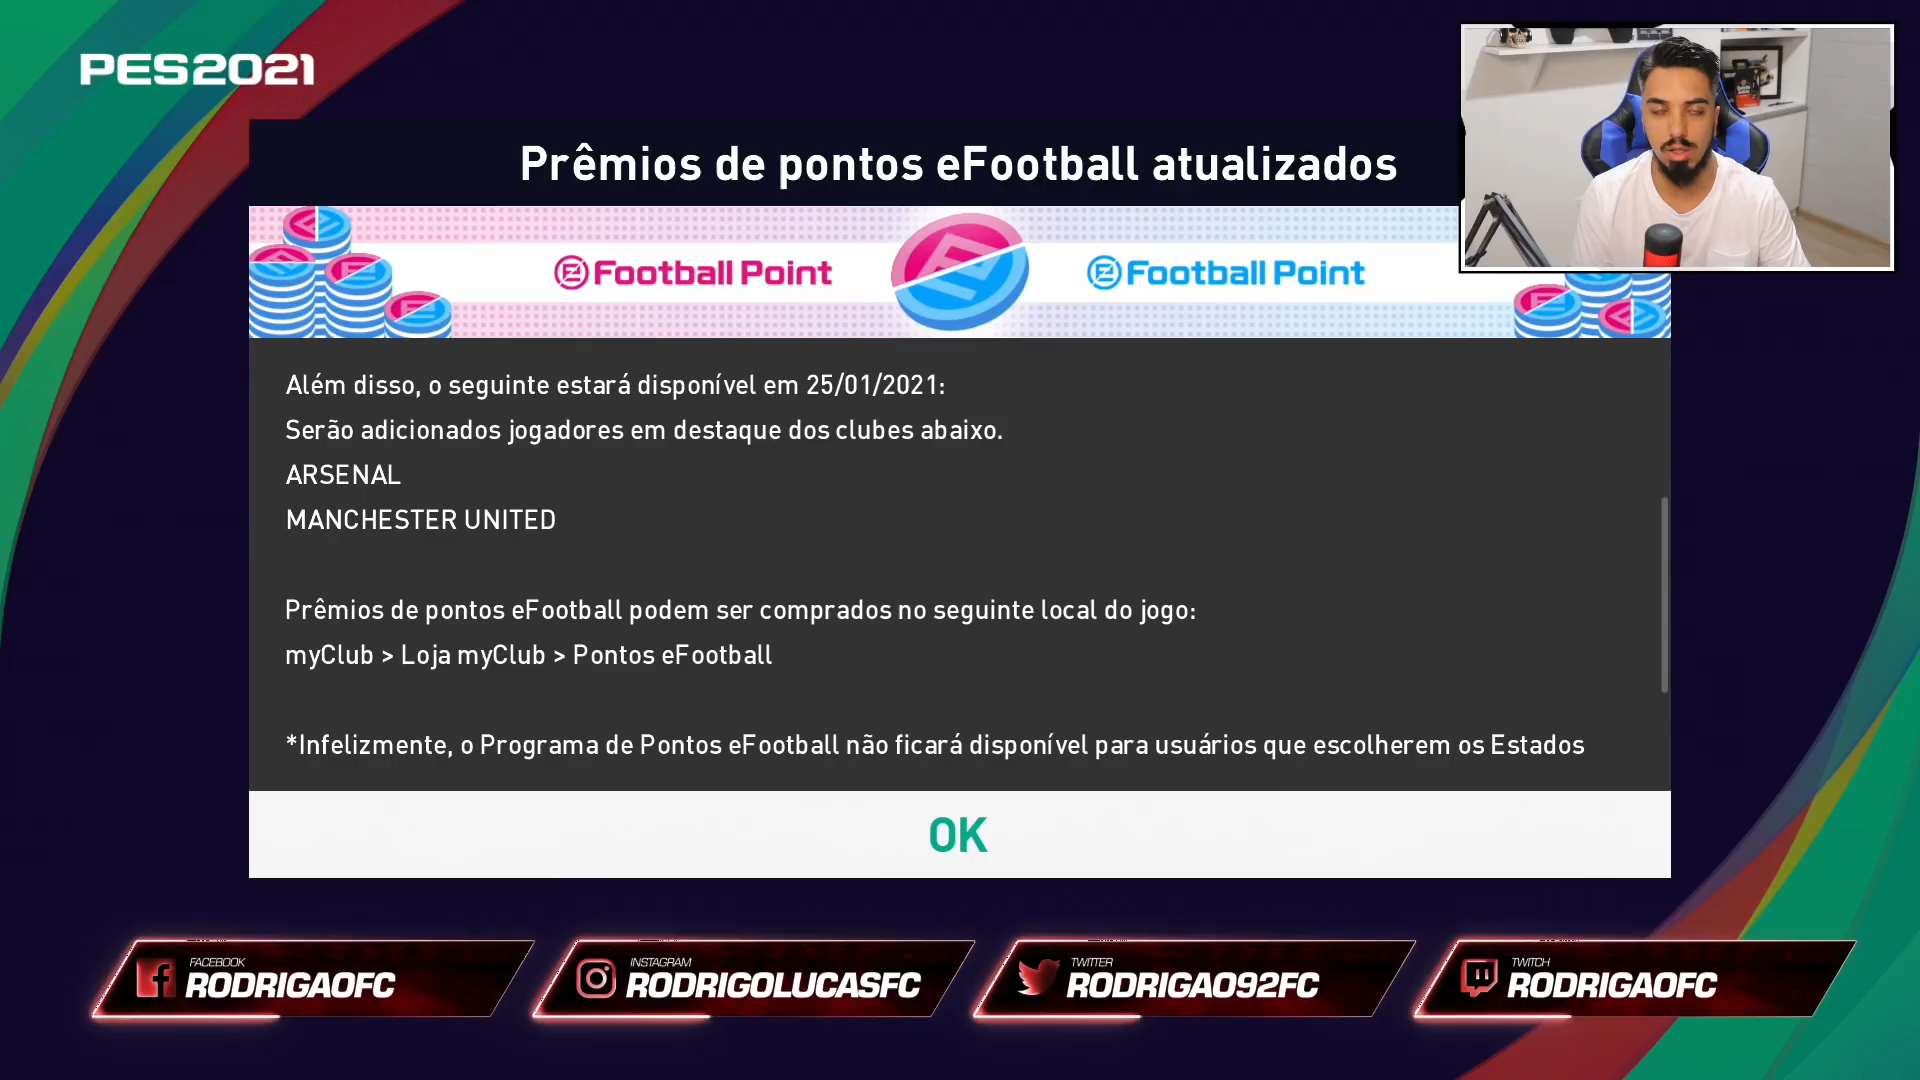 PES2021
Prêmios de pontos eFootball atualizados
Football Point
Football Point
Além disso, o seguinte estará disponível em 25/01/2021:
Serão adicionados jogadores em destaque dos clubes abaixo.
ARSENAL
MANCHESTER UNITED
Prêmios de pontos eFootball podem ser comprados no seguinte local do jogo:
myClub > Loja myClub > Pontos eFootball
*Infelizmente, o Programa de Pontos eFootball não ficará disponível para usuários que escolherem os Estados
OK
FACEBOOK
RODRIGAOFC
INSTAGRAM
RODRIGOLUCASFC
TWITTER
RODRIGAO92FC
TWITCH
RODRIGAOFC